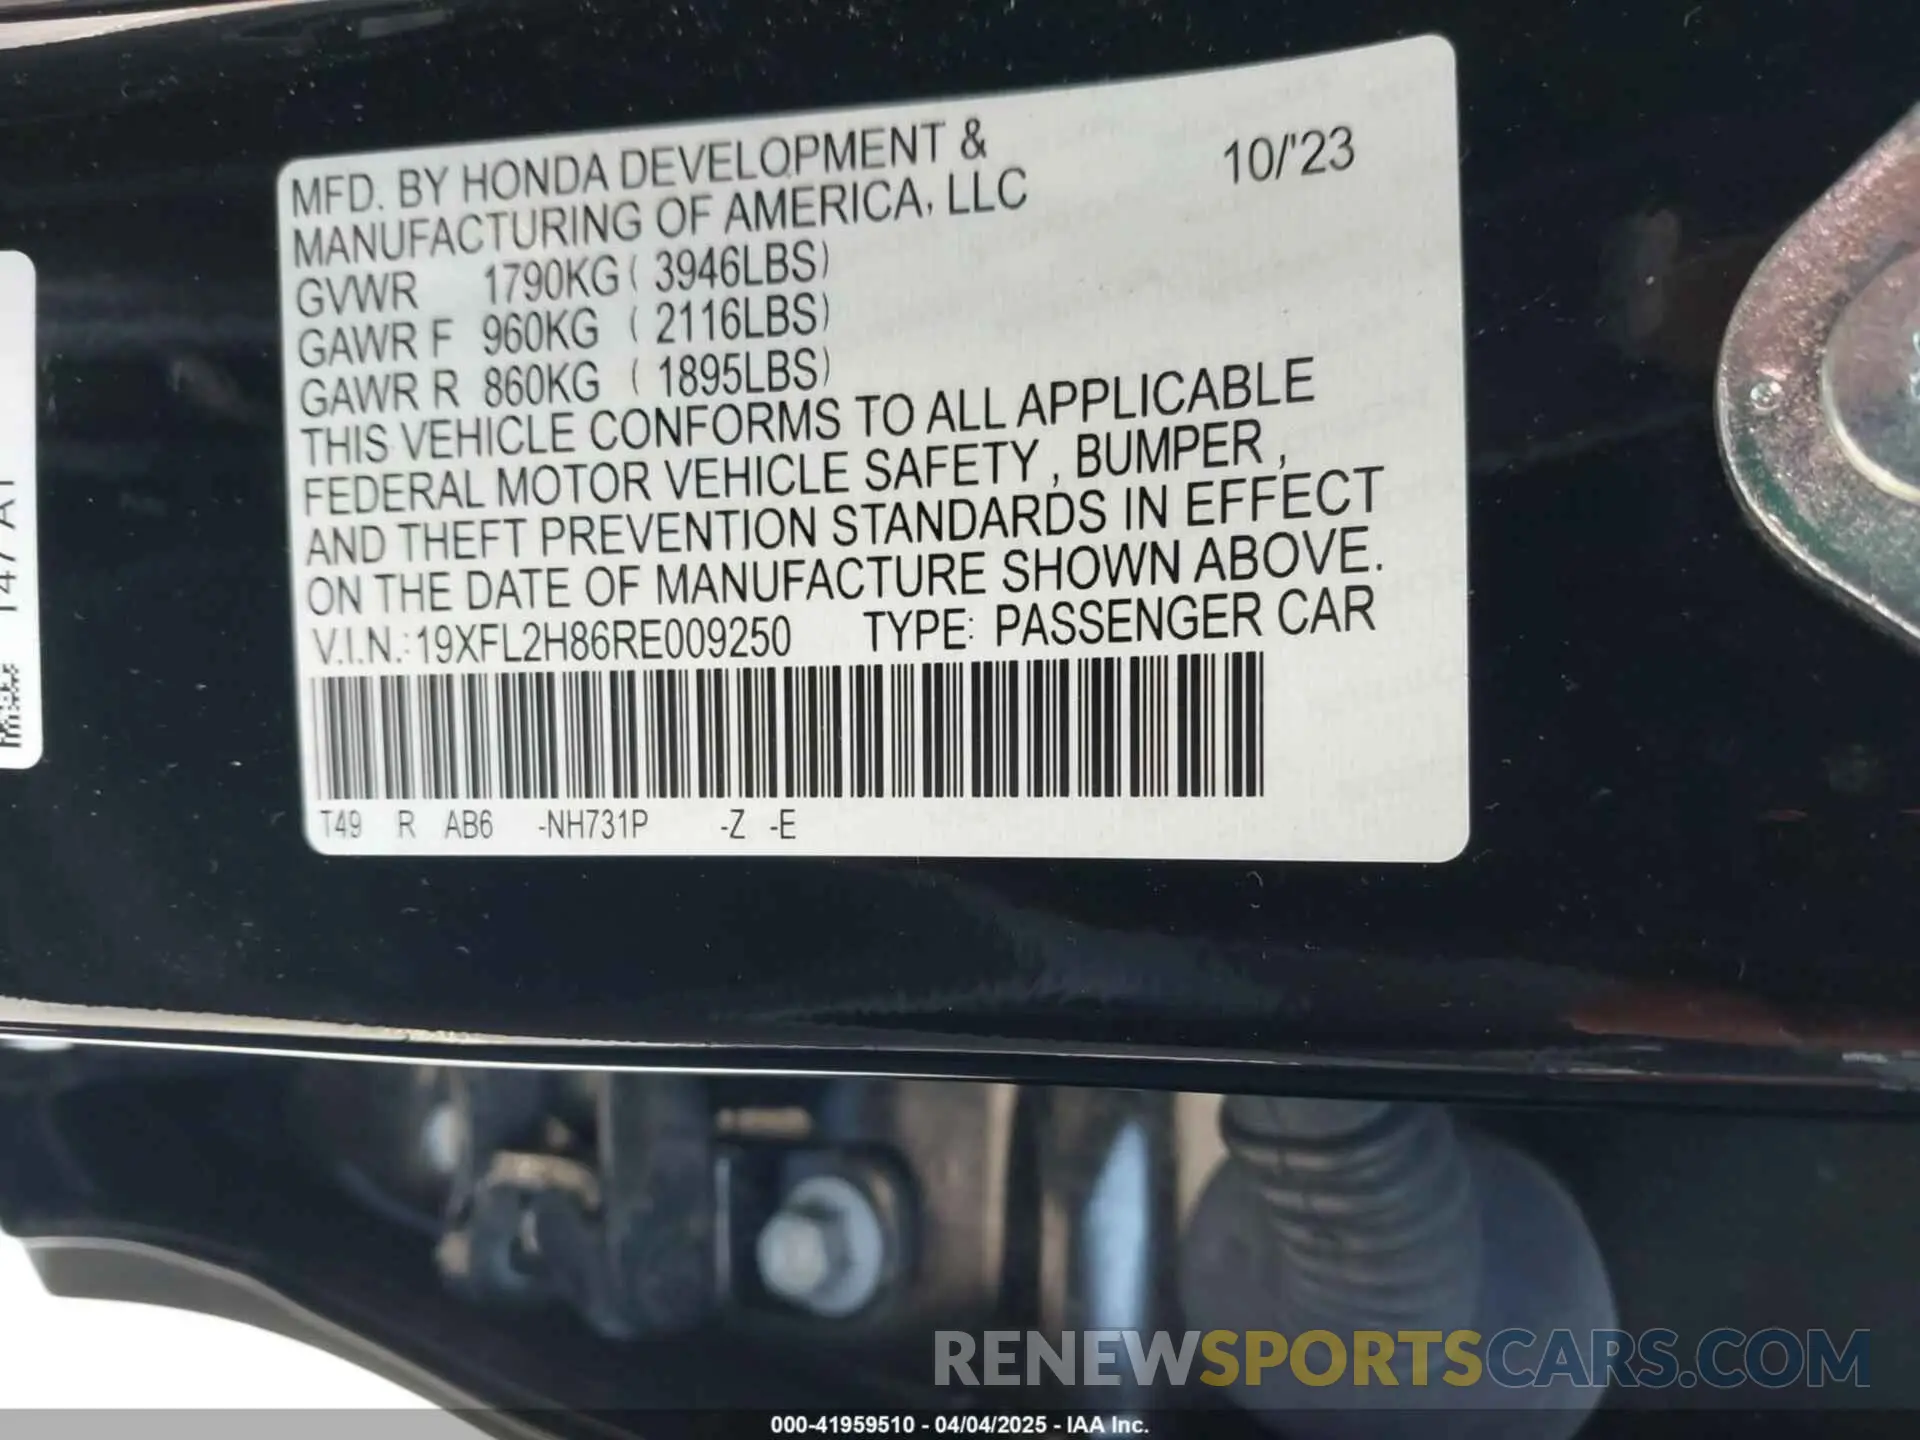 MFD. BY HONDA DEVELOPMENT &
MANUFACTURING OF AMERICA, LLC
10/'23
GVWR 1790KG ( 3946LBS)
GAWR F 960KG ( 2116LBS)
GAWR R 860KG ( 1895LBS)
THIS VEHICLE CONFORMS TO ALL APPLICABLE
FEDERAL MOTOR VEHICLE SAFETY , BUMPER ,
AND THEFT PREVENTION STANDARDS IN EFFECT
ON THE DATE OF MANUFACTURE SHOWN ABOVE.
V.I.N.:19XFL2H86RE009250 TYPE: PASSENGER CAR
T49 R AB6 -NH731P -Z -E
RENEWSPORTSCARS.COM
000-41959510 - 04/04/2025 - IAA Inc.